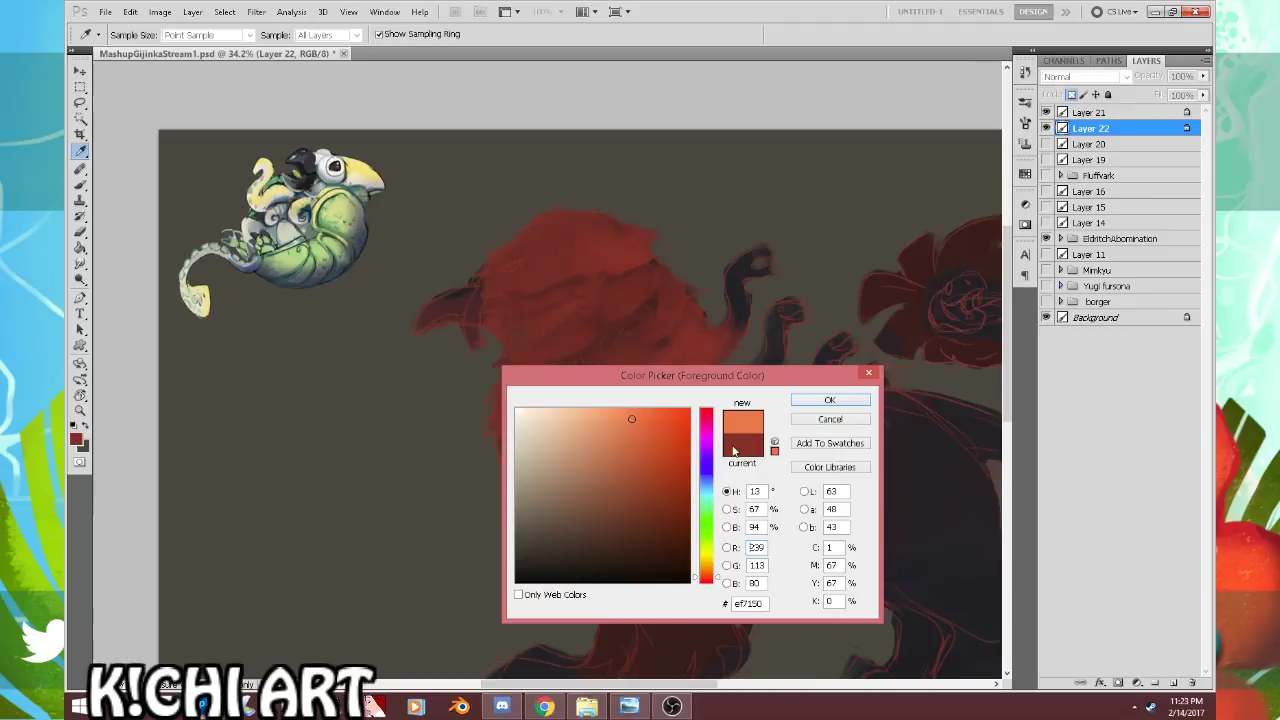 Ps File Edit Image Layer Select Filter Analysis 3D View Window Help 100% UNTITLED-1 ESSENTIALS DESIGN CS Live
Sample Size: Point Sample Sample: All Layers Show Sampling Ring
MashupGijinkaStream1.psd @ 34.2% (Layer 22, RGB/8) *
CHANNELS PATHS LAYERS
Normal Opacity: 100%
Lock: Fill: 100%
Layer 21
Layer 22
Layer 20
Layer 19
Fluffvark
Layer 16
Layer 15
Layer 14
EldritchAbomination
Layer 11
Mimkyu
Yugi fursona
borger
Background
Color Picker (Foreground Color)
new
current
OK
Cancel
Add To Swatches
Color Libraries
H: 13 °
S: 67 %
B: 94 %
R: 239
G: 113
B: 80
# ef7150
L: 63
a: 48
b: 43
C: 1 %
M: 67 %
Y: 67 %
K: 0 %
Only Web Colors
K!CHI ART
11:23 PM
2/14/2017